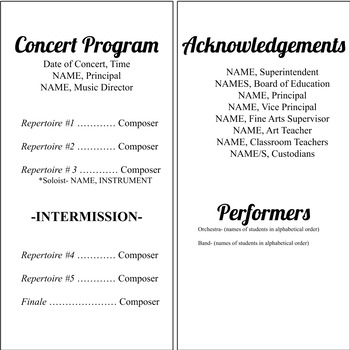 Concert Program
Date of Concert, Time
NAME, Principal
NAME, Music Director
Repertoire #1 ………… Composer
Repertoire #2 ………… Composer
Repertoire # 3 ………… Composer
*Soloist- NAME, INSTRUMENT
-INTERMISSION-
Repertoire #4 ………… Composer
Repertoire #5 ………… Composer
Finale ………………… Composer
Acknowledgements
NAME, Superintendent
NAMES, Board of Education
NAME, Principal
NAME, Vice Principal
NAME, Fine Arts Supervisor
NAME, Art Teacher
NAME, Classroom Teachers
NAME/S, Custodians
Performers
Orchestra- (names of students in alphabetical order)
Band- (names of students in alphabetical order)